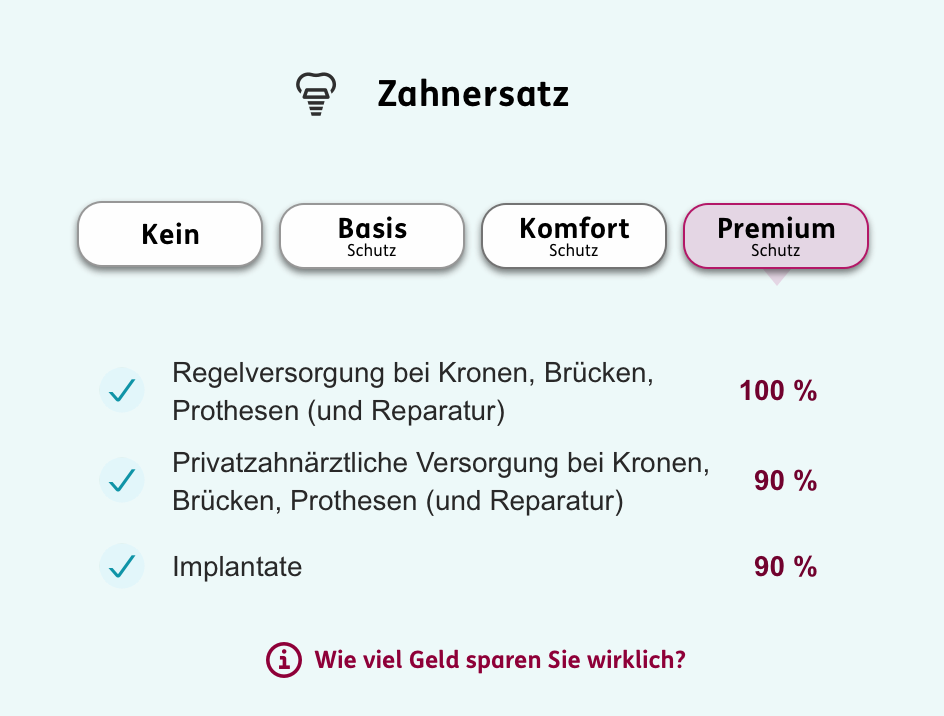 Zahnersatz
Kein
Basis
Schutz
Komfort
Schutz
Premium
Schutz
Regelversorgung bei Kronen, Brücken,
Prothesen (und Reparatur)
100 %
Privatzahnärztliche Versorgung bei Kronen,
Brücken, Prothesen (und Reparatur)
90 %
Implantate
90 %
Wie viel Geld sparen Sie wirklich?